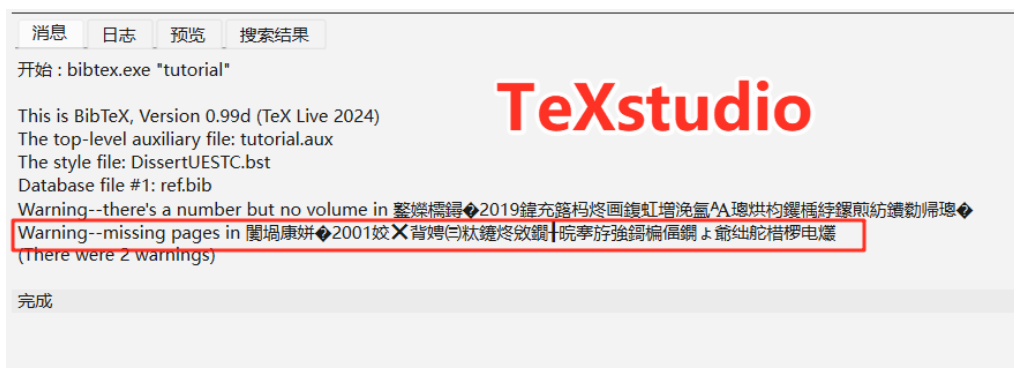 消息 日志 预览 搜索结果
开始 : bibtex.exe "tutorial"
TeXstudio
This is BibTeX, Version 0.99d (TeX Live 2024)
The top-level auxiliary file: tutorial.aux
The style file: DissertUESTC.bst
Database file #1: ref.bib
Warning--there's a number but no volume in
Warning--missing pages in
(There were 2 warnings)
完成